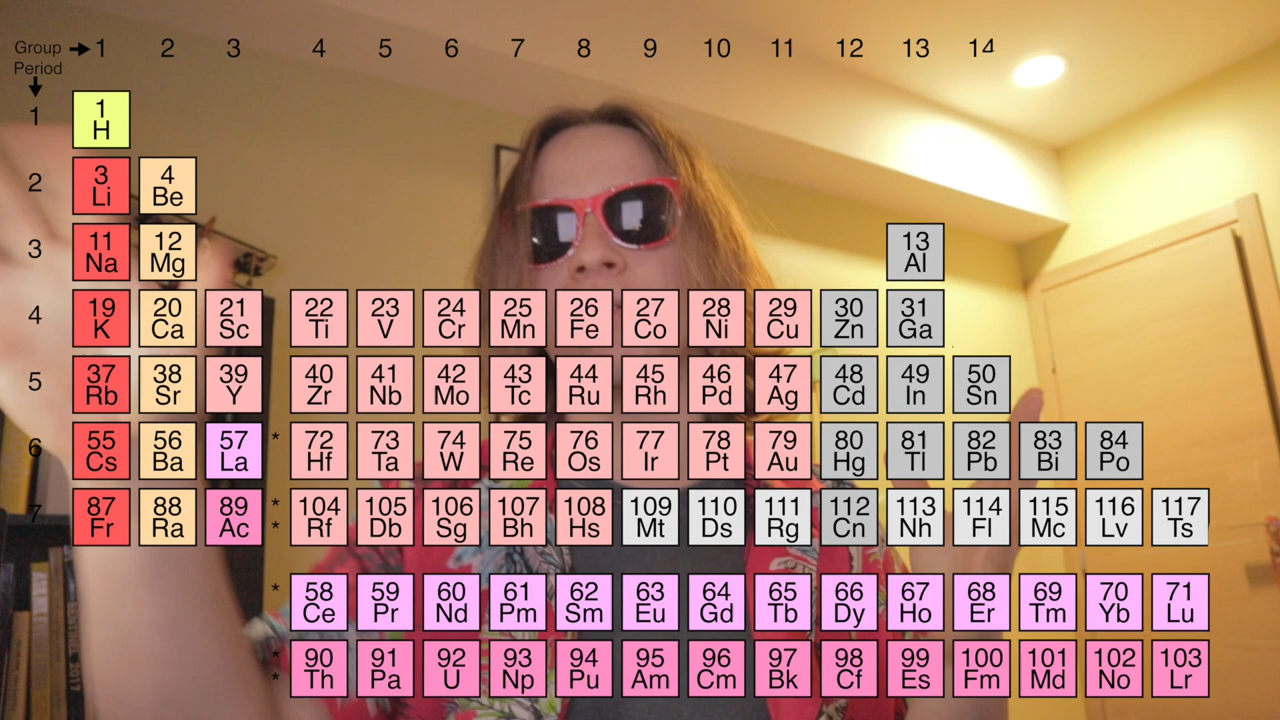 Group → 1 2 3 4 5 6 7 8 9 10 11 12 13 14
Period
↓
1
1
H
2
3 4
Li Be
3
11 12 13
Na Mg Al
4
19 20 21 22 23 24 25 26 27 28 29 30 31
K Ca Sc Ti V Cr Mn Fe Co Ni Cu Zn Ga
5
37 38 39 40 41 42 43 44 45 46 47 48 49 50
Rb Sr Y Zr Nb Mo Tc Ru Rh Pd Ag Cd In Sn
6
55 56 57 * 72 73 74 75 76 77 78 79 80 81 82 83 84
Cs Ba La Hf Ta W Re Os Ir Pt Au Hg Tl Pb Bi Po
7
87 88 89 * 104 105 106 107 108 109 110 111 112 113 114 115 116 117
Fr Ra Ac * Rf Db Sg Bh Hs Mt Ds Rg Cn Nh Fl Mc Lv Ts
* 58 59 60 61 62 63 64 65 66 67 68 69 70 71
Ce Pr Nd Pm Sm Eu Gd Tb Dy Ho Er Tm Yb Lu
* 90 91 92 93 94 95 96 97 98 99 100 101 102 103
* Th Pa U Np Pu Am Cm Bk Cf Es Fm Md No Lr